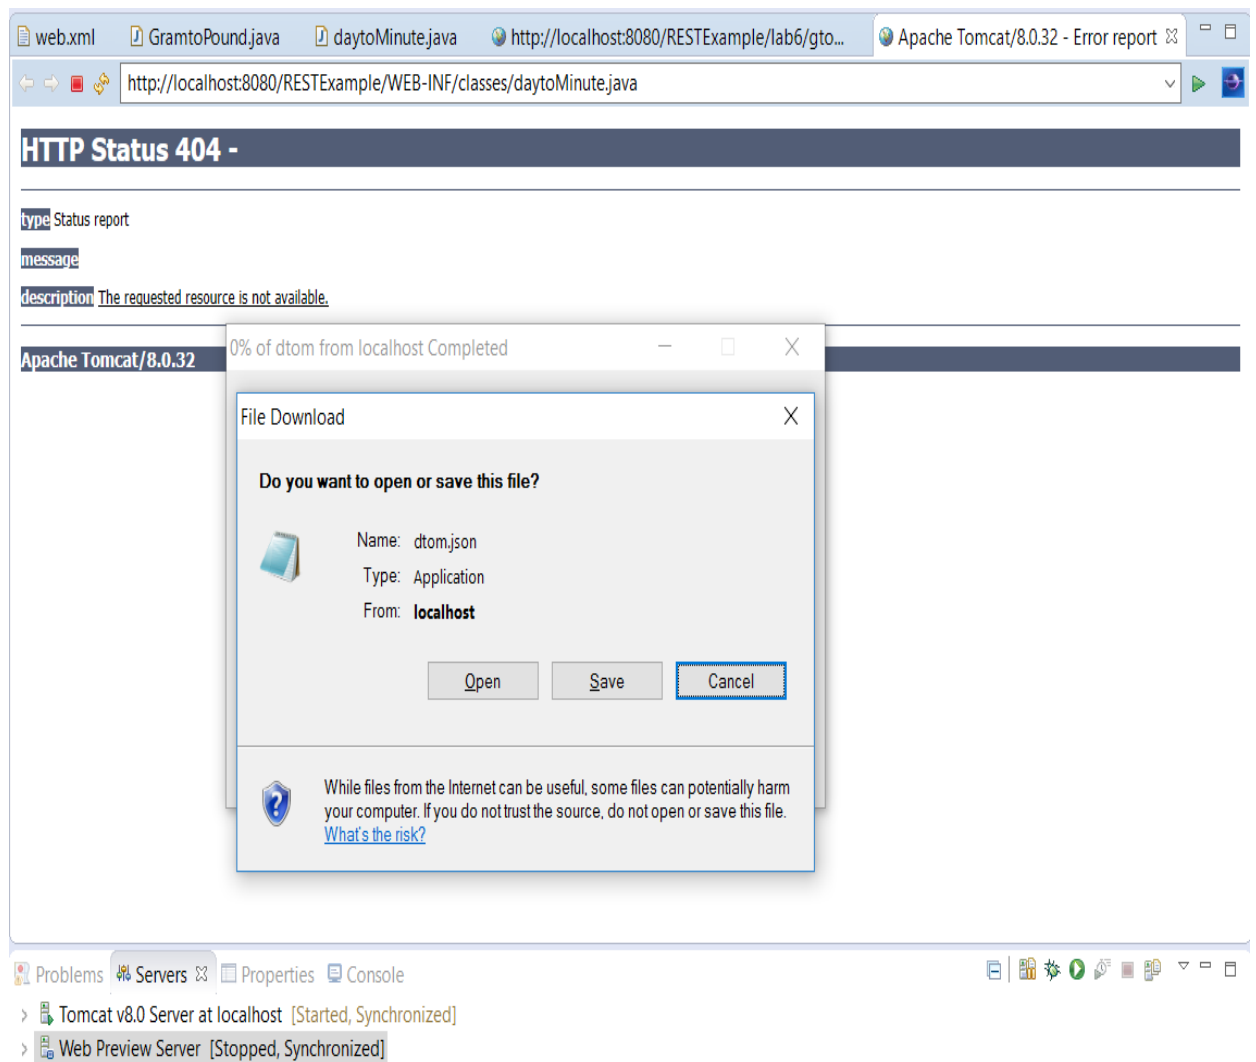 web.xml GramtoPound.java daytoMinute.java http://localhost:8080/RESTExample/lab6/gto... Apache Tomcat/8.0.32 - Error report
http://localhost:8080/RESTExample/WEB-INF/classes/daytoMinute.java
HTTP Status 404 -
type Status report
message
description The requested resource is not available.
Apache Tomcat/8.0.32
0% of dtom from localhost Completed
File Download
Do you want to open or save this file?
Name: dtom.json
Type: Application
From: localhost
Open Save Cancel
While files from the Internet can be useful, some files can potentially harm
your computer. If you do not trust the source, do not open or save this file.
What's the risk?
Problems Servers Properties Console
Tomcat v8.0 Server at localhost [Started, Synchronized]
Web Preview Server [Stopped, Synchronized]